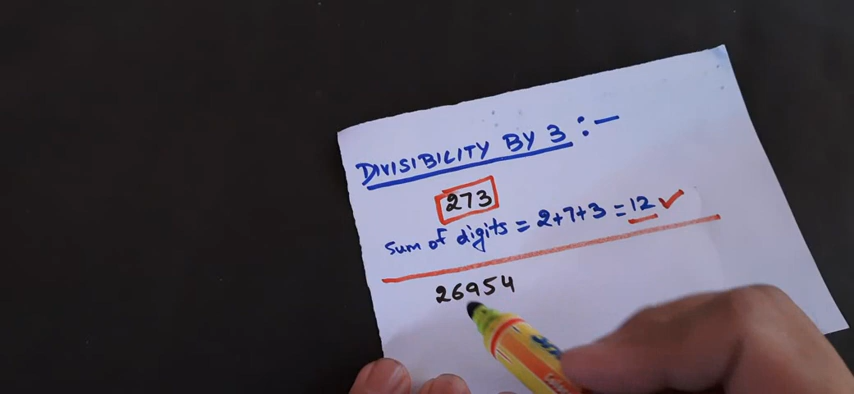 DIVISIBILITY BY 3 :-
273
Sum of digits = 2+7+3 = 12 ✓
26954